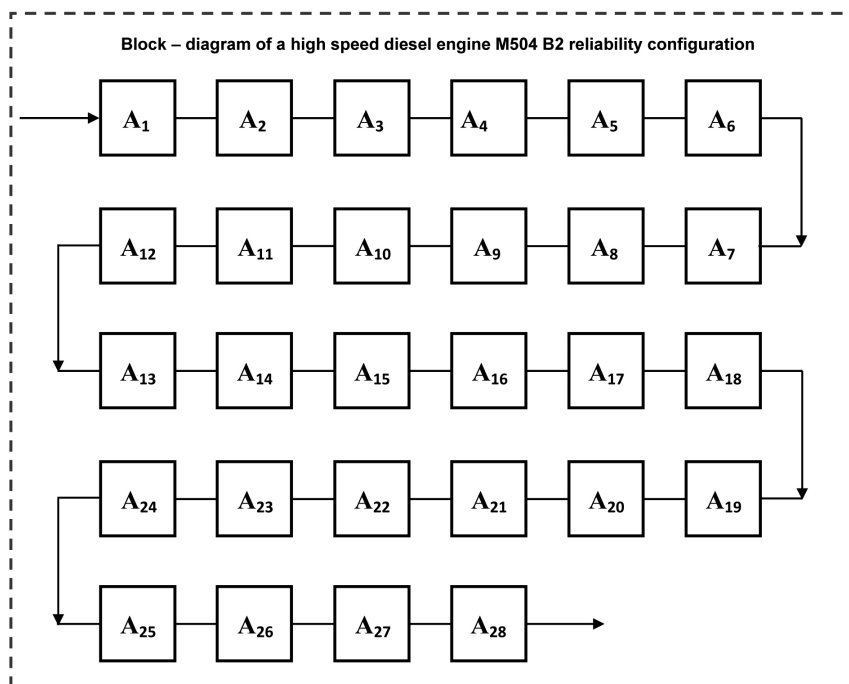 Block – diagram of a high speed diesel engine M504 B2 reliability configuration
A1 A2 A3 A4 A5 A6
A12 A11 A10 A9 A8 A7
A13 A14 A15 A16 A17 A18
A24 A23 A22 A21 A20 A19
A25 A26 A27 A28